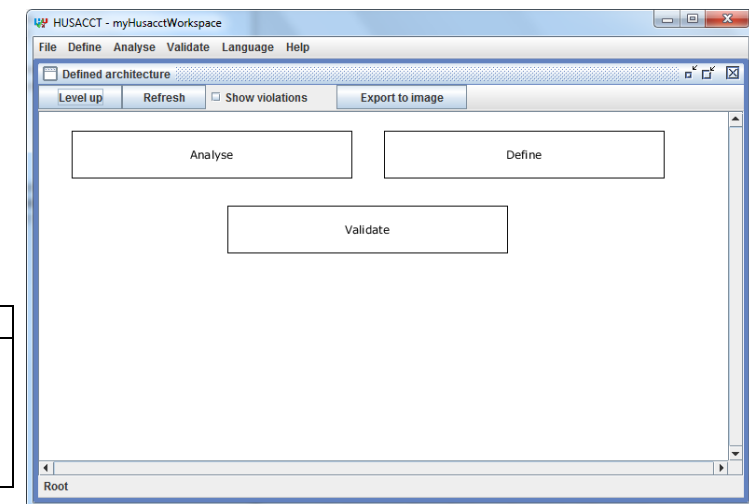 HUSACCT - myHusacctWorkspace
File Define Analyse Validate Language Help
Defined architecture
Level up Refresh Show violations Export to image
Analyse Define
Validate
Root